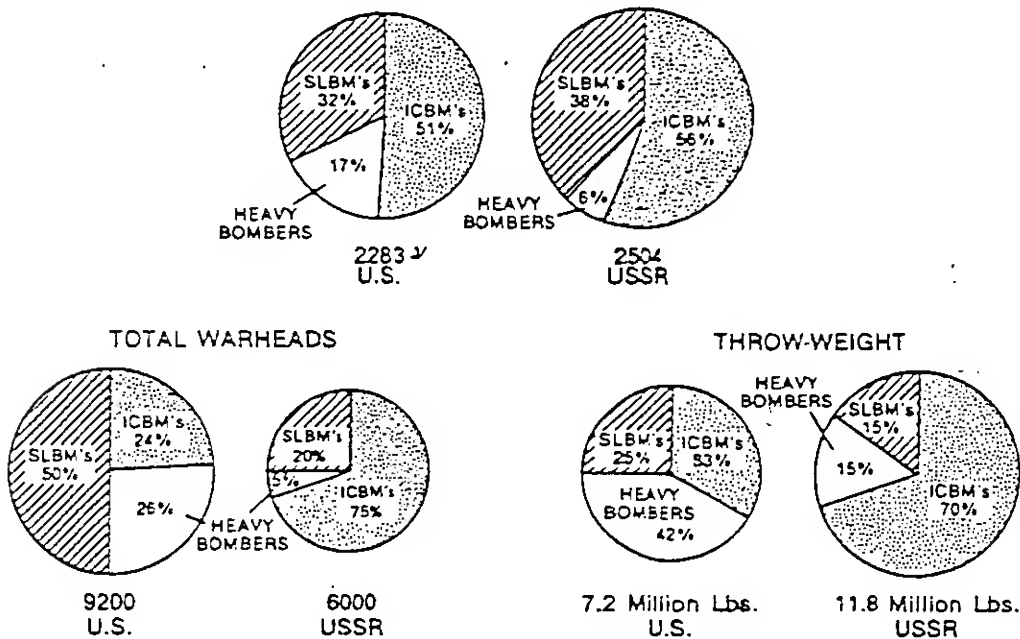 SLBM's
32%
ICBM's
51%
17%
HEAVY
BOMBERS
2283 1/
U.S.
SLBM's
38%
ICBM's
56%
6%
HEAVY
BOMBERS
2504
USSR
TOTAL WARHEADS
SLBM's
50%
ICBM's
24%
26%
HEAVY
BOMBERS
9200
U.S.
SLBM's
20%
5%
ICBM's
75%
6000
USSR
THROW-WEIGHT
SLBM's
25%
ICBM's
33%
HEAVY
BOMBERS
42%
7.2 Million Lbs.
U.S.
HEAVY
BOMBERS
SLBM's
15%
15%
ICBM's
70%
11.8 Million Lbs.
USSR